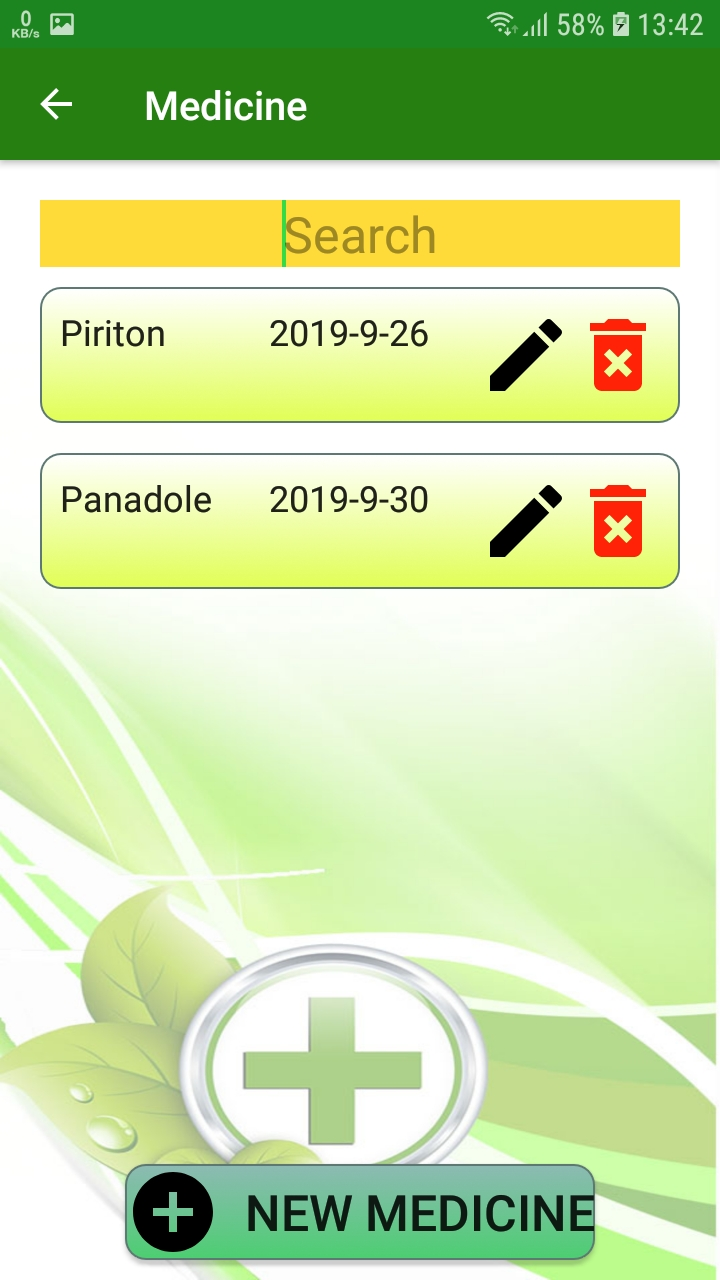 0
KB/s
58% 13:42
Medicine
Search
Piriton 2019-9-26
Panadole 2019-9-30
NEW MEDICINE